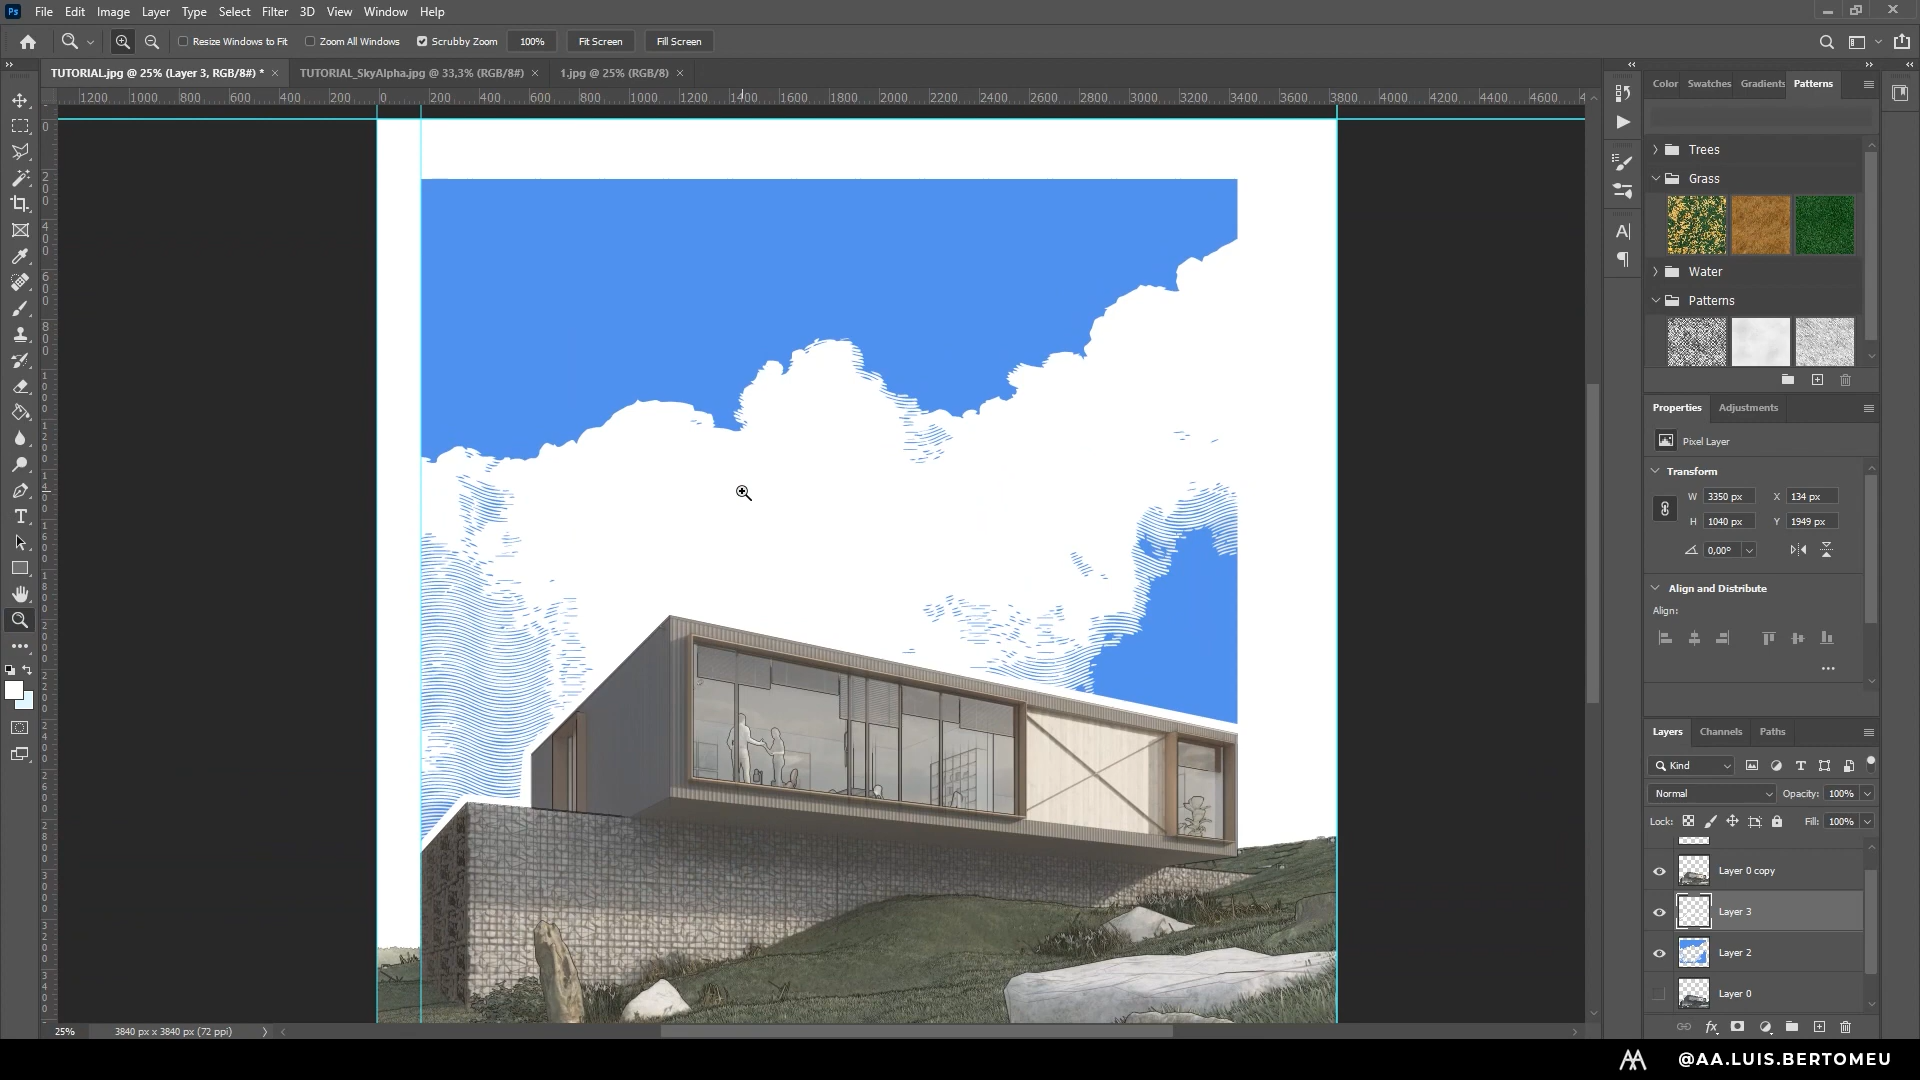 Ps File Edit Image Layer Type Select Filter 3D View Window Help
Resize Windows to Fit Zoom All Windows Scrubby Zoom 100% Fit Screen Fill Screen
TUTORIAL.jpg @ 25% (Layer 3, RGB/8#) * TUTORIAL_SkyAlpha.jpg @ 33,3% (RGB/8#) 1.jpg @ 25% (RGB/8)
1200 1000 800 600 400 200 0 200 400 600 800 1000 1200 1400 1600 1800 2000 2200 2400 2600 2800 3000 3200 3400 3600 3800 4000 4200 4400 4600
Color Swatches Gradients Patterns
Trees
Grass
Water
Patterns
Properties Adjustments
Pixel Layer
Transform
W 3350 px X 134 px
H 1040 px Y 1949 px
0,00°
Align and Distribute
Align:
Layers Channels Paths
Kind
Normal Opacity: 100%
Lock: Fill: 100%
Layer 0 copy
Layer 3
Layer 2
Layer 0
25% 3840 px x 3840 px (72 ppi)
@AA.LUIS.BERTOMEU